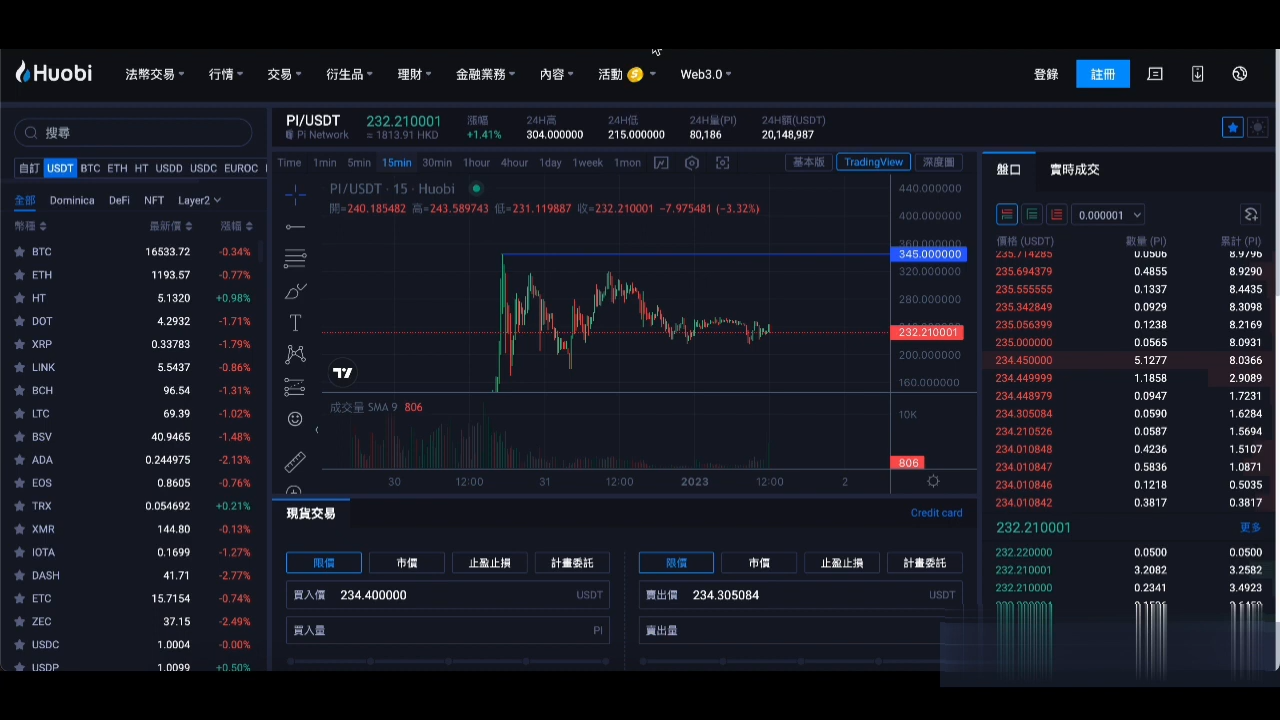 Huobi 法幣交易 行情 交易 衍生品 理財 金融業務 內容 活動 S Web3.0 登錄 註冊
搜尋
自訂 USDT BTC ETH HT USDD USDC EUROC
全部 Dominica DeFi NFT Layer2
幣種 最新價 漲幅
BTC 16533.72 -0.34%
ETH 1193.57 -0.77%
HT 5.1320 +0.98%
DOT 4.2932 -1.71%
XRP 0.33783 -1.79%
LINK 5.5437 -0.86%
BCH 96.54 -1.31%
LTC 69.39 -1.02%
BSV 40.9465 -1.48%
ADA 0.244975 -2.13%
EOS 0.8605 -0.76%
TRX 0.054692 +0.21%
XMR 144.80 -0.13%
IOTA 0.1699 -1.27%
DASH 41.71 -2.77%
ETC 15.7154 -0.74%
ZEC 37.15 -2.49%
USDC 1.0004 -0.00%
USDP 1.0099 +0.50%
PI/USDT 232.210001 漲幅 24H高 24H低 24H量(PI) 24H額(USDT)
Pi Network = 1813.91 HKD +1.41% 304.000000 215.000000 80,186 20,148,987
Time 1min 5min 15min 30min 1hour 4hour 1day 1week 1mon 基本版 TradingView 深度圖
PI/USDT · 15 · Huobi
開=240.185482 高=243.589743 低=231.119887 收=232.210001 -7.975481 (-3.32%)
440.000000
400.000000
360.000000
345.000000
320.000000
280.000000
232.210001
200.000000
160.000000
成交量 SMA 9 806
10K
806
30 12:00 31 12:00 2023 12:00 2
現貨交易 Credit card
限價 市價 止盈止損 計畫委託
買入價 234.400000 USDT
買入量 PI
限價 市價 止盈止損 計畫委託
賣出價 234.305084 USDT
賣出量
盤口 實時成交
0.000001
價格 (USDT) 數量 (PI) 累計 (PI)
235.714285 0.0506 8.9796
235.694379 0.4855 8.9290
235.555555 0.1337 8.4435
235.342849 0.0929 8.3098
235.056399 0.1238 8.2169
235.000000 0.0565 8.0931
234.450000 5.1277 8.0366
234.449999 1.1858 2.9089
234.448979 0.0947 1.7231
234.305084 0.0590 1.6284
234.210526 0.0587 1.5694
234.010848 0.4236 1.5107
234.010847 0.5836 1.0871
234.010846 0.1218 0.5035
234.010842 0.3817 0.3817
232.210001 更多
232.220000 0.0500 0.0500
232.210001 3.2082 3.2582
232.210000 0.2341 3.4923